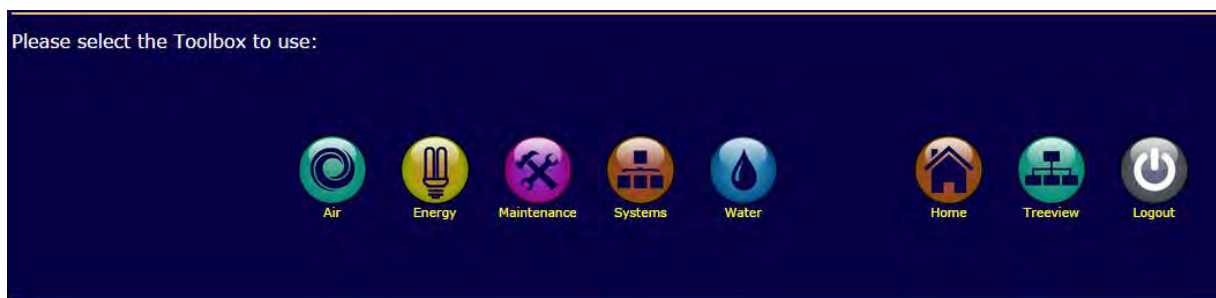 Please select the Toolbox to use:
Air Energy Maintenance Systems Water Home Treeview Logout